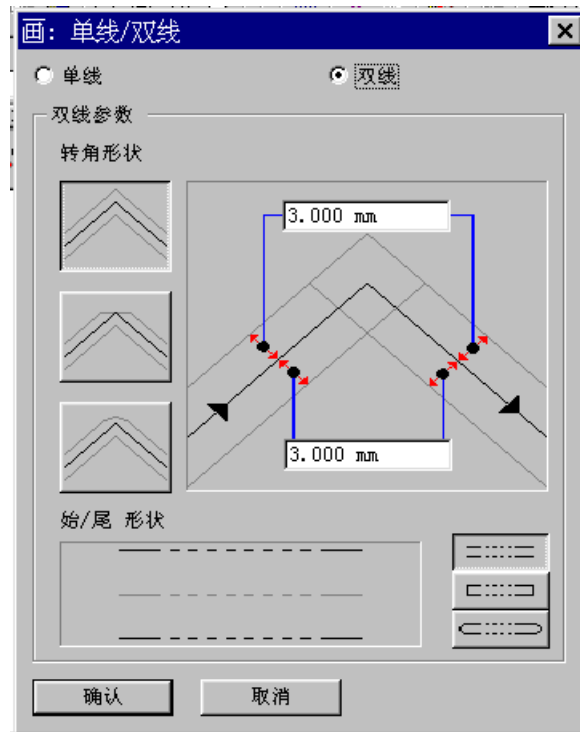 画: 单线/双线
单线 双线
双线参数
转角形状
3.000 mm
3.000 mm
始/尾 形状
确认 取消